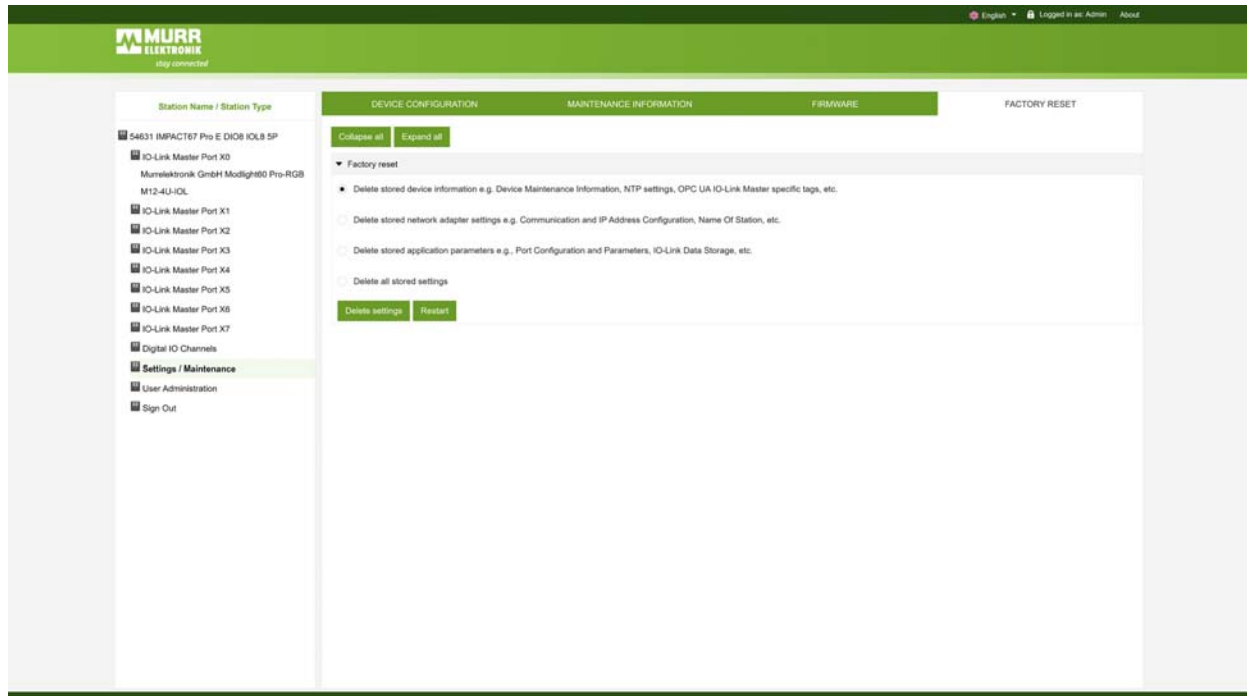 English
Logged in as: Admin
About
MURR
ELEKTRONIK
stay connected
Station Name / Station Type
54631 IMPACT67 Pro E DIO8 IOL8 5P
IO-Link Master Port X0
Murrelektronik GmbH Modlight60 Pro-RGB
M12-4U-IOL
IO-Link Master Port X1
IO-Link Master Port X2
IO-Link Master Port X3
IO-Link Master Port X4
IO-Link Master Port X5
IO-Link Master Port X6
IO-Link Master Port X7
Digital IO Channels
Settings / Maintenance
User Administration
Sign Out
DEVICE CONFIGURATION
MAINTENANCE INFORMATION
FIRMWARE
FACTORY RESET
Collapse all
Expand all
Factory reset
Delete stored device information e.g. Device Maintenance Information, NTP settings, OPC UA IO-Link Master specific tags, etc.
Delete stored network adapter settings e.g. Communication and IP Address Configuration, Name Of Station, etc.
Delete stored application parameters e.g., Port Configuration and Parameters, IO-Link Data Storage, etc.
Delete all stored settings
Delete settings
Restart